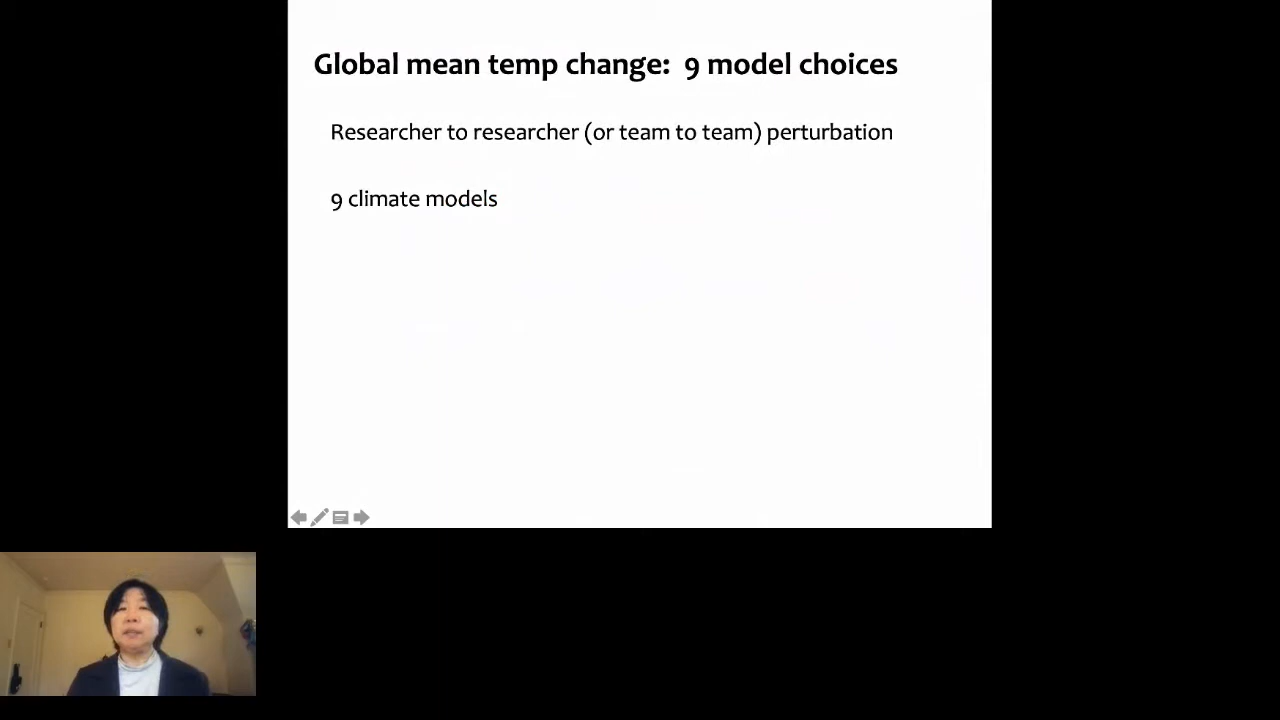 Global mean temp change: 9 model choices
Researcher to researcher (or team to team) perturbation
9 climate models